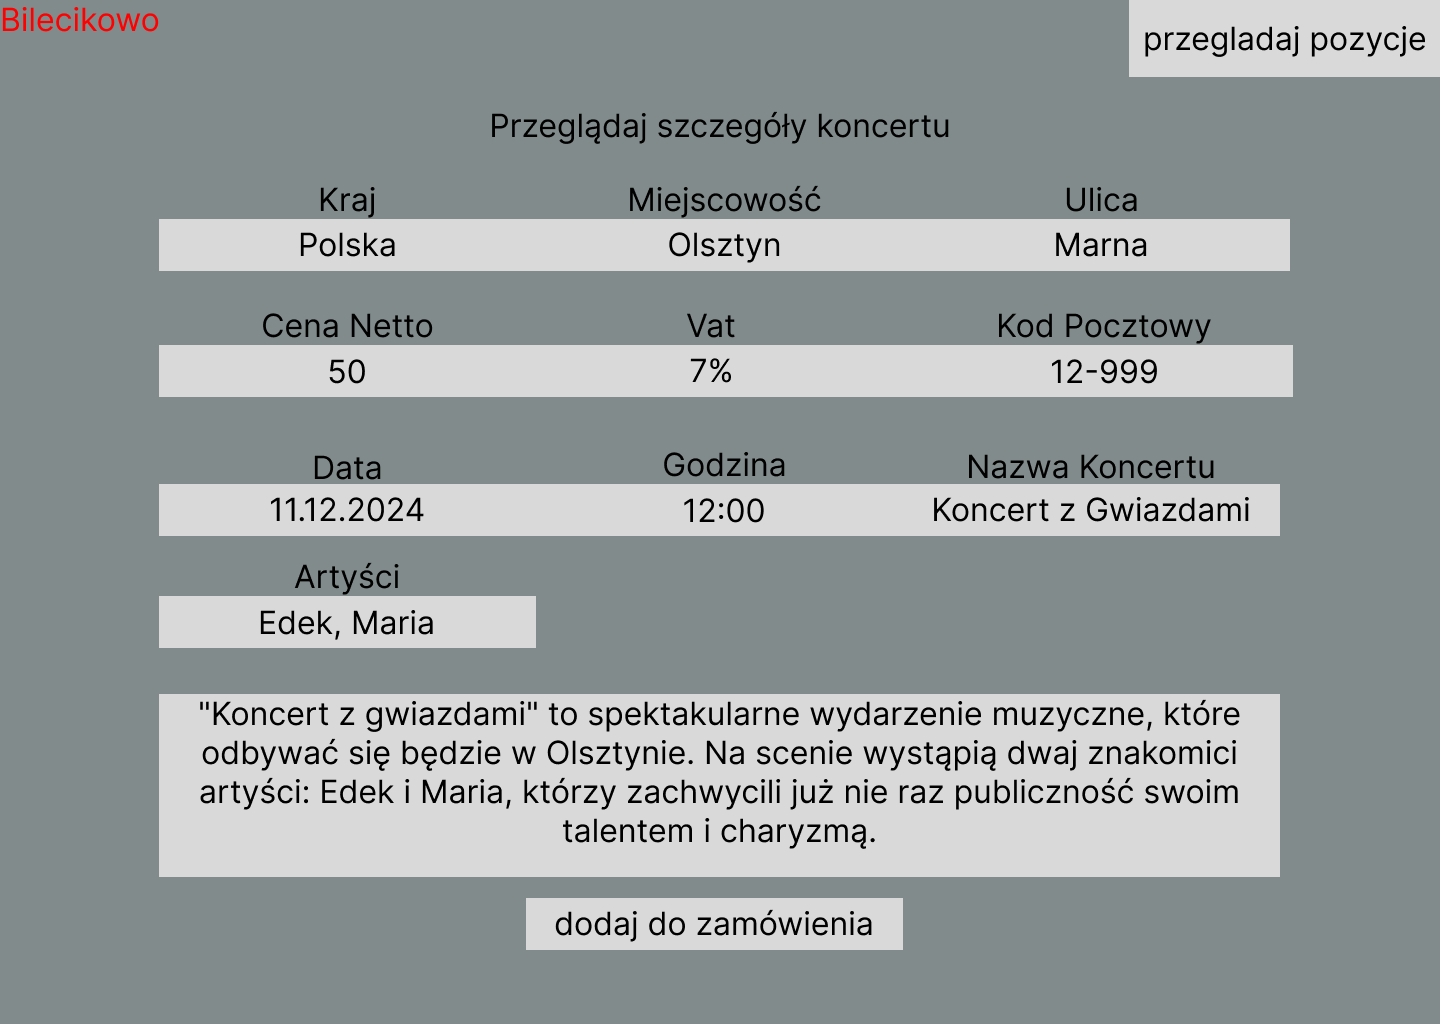 Bilecikowo
przegladaj pozycje
Przeglądaj szczegóły koncertu
Kraj Miejscowość Ulica
Polska Olsztyn Marna
Cena Netto Vat Kod Pocztowy
50 7% 12-999
Data Godzina Nazwa Koncertu
11.12.2024 12:00 Koncert z Gwiazdami
Artyści
Edek, Maria
"Koncert z gwiazdami" to spektakularne wydarzenie muzyczne, które
odbywać się będzie w Olsztynie. Na scenie wystąpią dwaj znakomici
artyści: Edek i Maria, którzy zachwycili już nie raz publiczność swoim
talentem i charyzmą.
dodaj do zamówienia